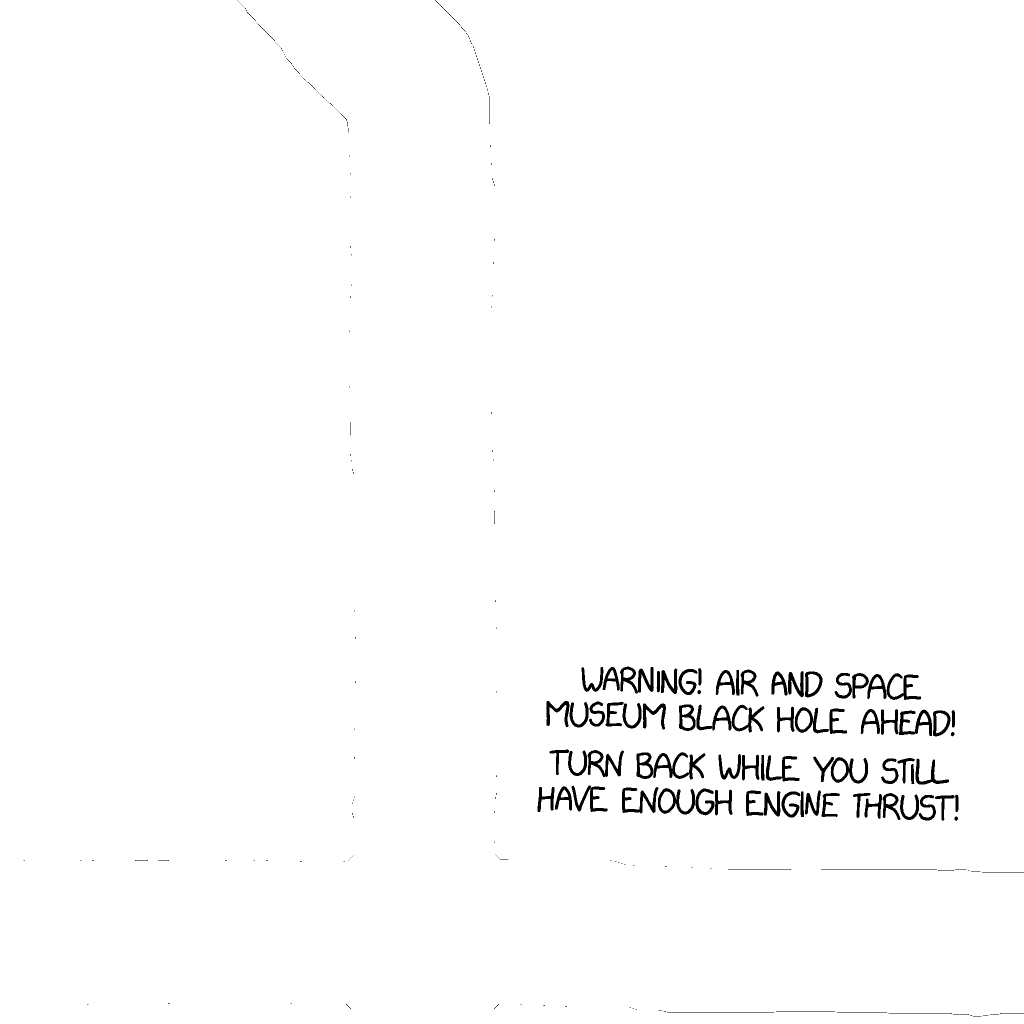 WARNING! AIR AND SPACE
MUSEUM BLACK HOLE AHEAD!
TURN BACK WHILE YOU STILL
HAVE ENOUGH ENGINE THRUST!